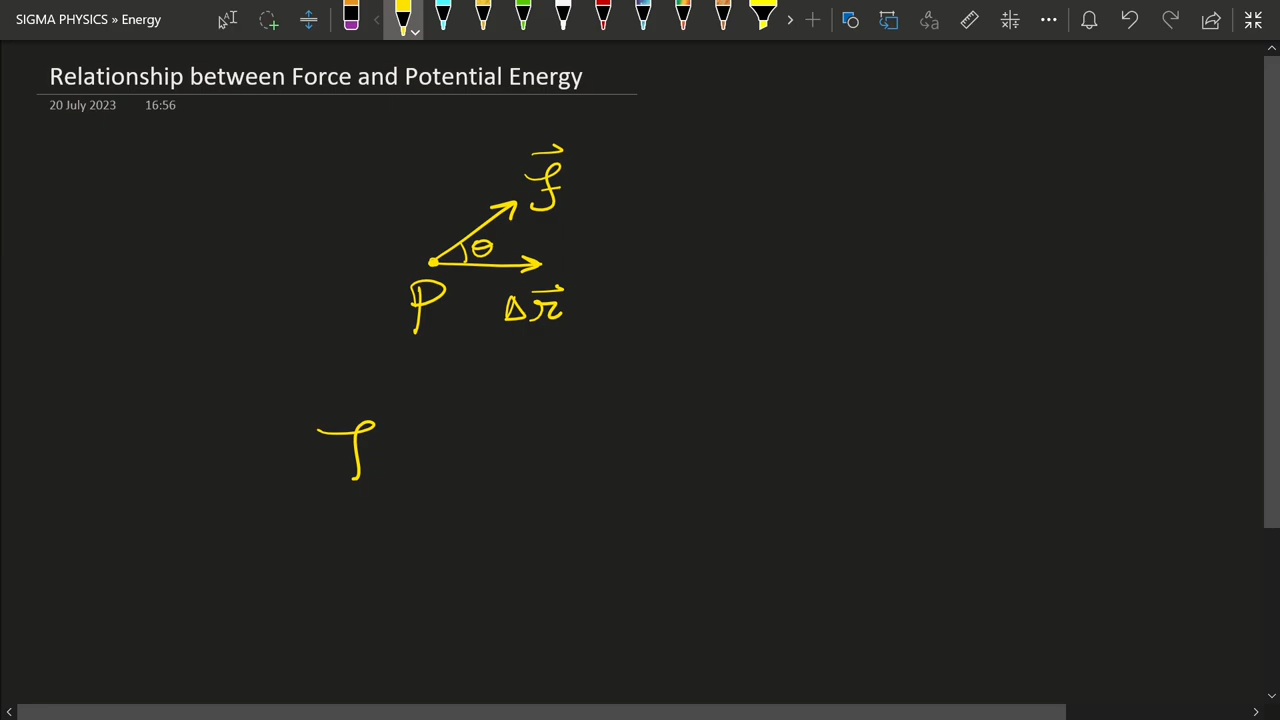 SIGMA PHYSICS » Energy
Relationship between Force and Potential Energy
20 July 2023 16:56
f⃗
θ
P
Δr⃗